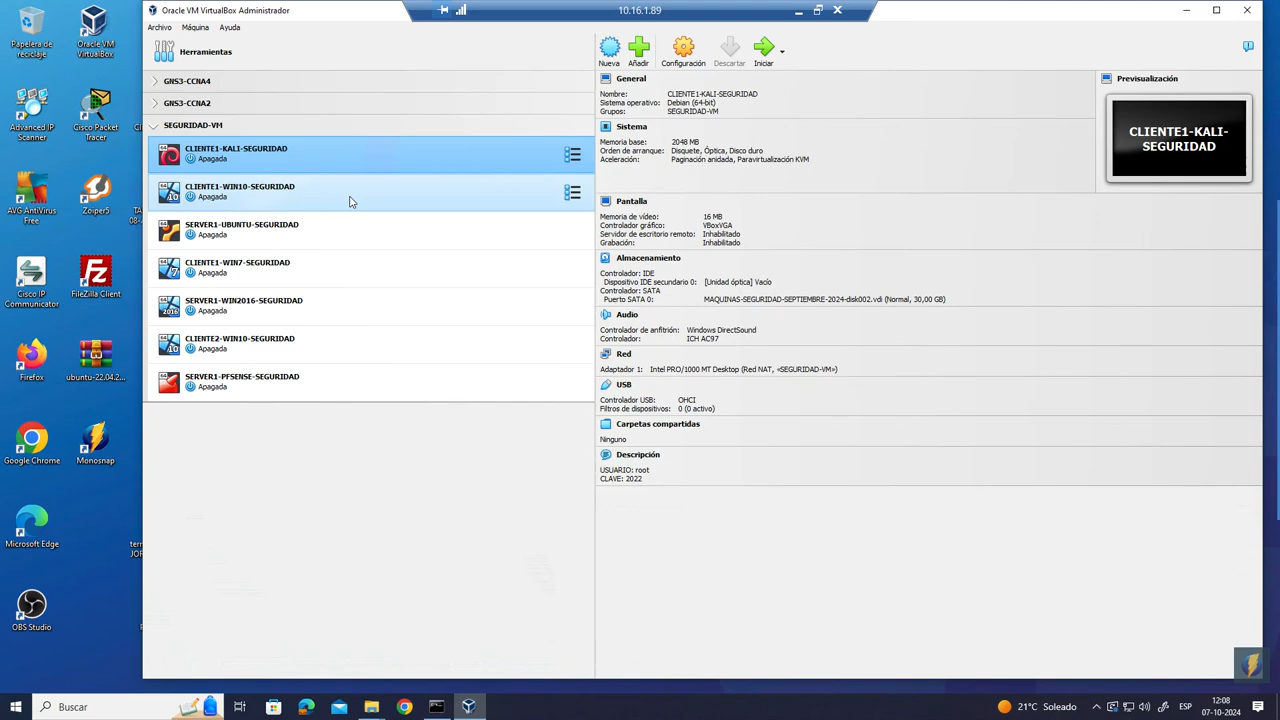 Oracle VM VirtualBox Administrador
10.16.1.89
Archivo Máquina Ayuda
Herramientas
Nueva Añadir Configuración Descartar Iniciar
GNS3-CCNA4
GNS3-CCNA2
SEGURIDAD-VM
CLIENTE1-KALI-SEGURIDAD
Apagada
CLIENTE1-WIN10-SEGURIDAD
Apagada
SERVER1-UBUNTU-SEGURIDAD
Apagada
CLIENTE1-WIN7-SEGURIDAD
Apagada
SERVER1-WIN2016-SEGURIDAD
Apagada
CLIENTE2-WIN10-SEGURIDAD
Apagada
SERVER1-PFSENSE-SEGURIDAD
Apagada
General
Nombre: CLIENTE1-KALI-SEGURIDAD
Sistema operativo: Debian (64-bit)
Grupos: SEGURIDAD-VM
Sistema
Memoria base: 2048 MB
Orden de arranque: Disquete, Óptica, Disco duro
Aceleración: Paginación anidada, Paravirtualización KVM
Pantalla
Memoria de vídeo: 16 MB
Controlador gráfico: VBoxVGA
Servidor de escritorio remoto: Inhabilitado
Grabación: Inhabilitado
Almacenamiento
Controlador: IDE
Dispositivo IDE secundario 0: [Unidad óptica] Vacío
Controlador: SATA
Puerto SATA 0: MAQUINAS-SEGURIDAD-SEPTIEMBRE-2024-disk002.vdi (Normal, 30,00 GB)
Audio
Controlador de anfitrión: Windows DirectSound
Controlador: ICH AC97
Red
Adaptador 1: Intel PRO/1000 MT Desktop (Red NAT, «SEGURIDAD-VM»)
USB
Controlador USB: OHCI
Filtros de dispositivos: 0 (0 activo)
Carpetas compartidas
Ninguno
Descripción
USUARIO: root
CLAVE: 2022
Previsualización
CLIENTE1-KALI-
SEGURIDAD
Papelera de
reciclaje
Oracle VM
VirtualBox
Advanced IP
Scanner
Cisco Packet
Tracer
AVG AntiVirus
Free
Zoiper5
Cisco IP
Communicator
FileZilla Client
Firefox
ubuntu-22.04.2...
Google Chrome
Monosnap
Microsoft Edge
OBS Studio
Buscar
21°C Soleado
ESP
12:08
07-10-2024